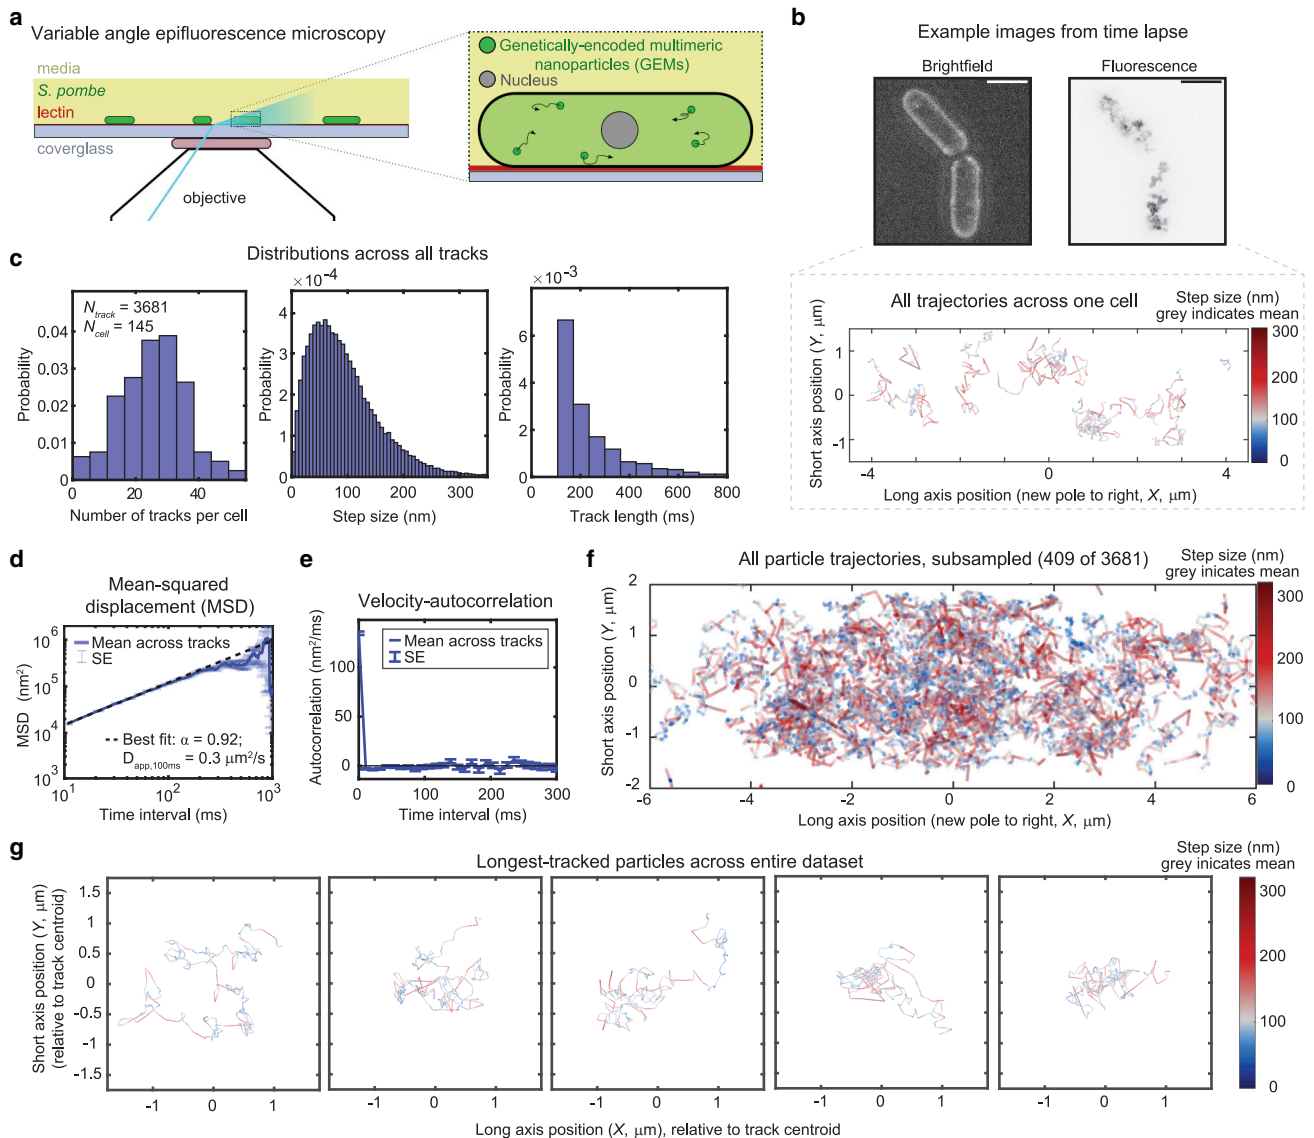 a
Variable angle epifluorescence microscopy
media
S. pombe
lectin
coverglass
objective
Genetically-encoded multimeric
nanoparticles (GEMs)
Nucleus
b
Example images from time lapse
Brightfield
Fluorescence
All trajectories across one cell
Step size (nm)
grey indicates mean
Short axis position (Y, μm)
1
0
-1
-4
0
4
Long axis position (new pole to right, X, μm)
300
200
100
0
c
Distributions across all tracks
N_track = 3681
N_cell = 145
Probability
0.04
0.03
0.02
0.01
0
0
20
40
Number of tracks per cell
×10^-4
Probability
4
3
2
1
0
0
100
200
300
Step size (nm)
×10^-3
Probability
6
4
2
0
0
200
400
600
800
Track length (ms)
d
Mean-squared
displacement (MSD)
Mean across tracks
SE
MSD (nm²)
10^6
10^5
10^4
10^3
Best fit: α = 0.92;
D_app,100ms = 0.3 μm²/s
10^1
10^2
10^3
Time interval (ms)
e
Velocity-autocorrelation
Mean across tracks
SE
Autocorrelation (nm²/ms)
100
50
0
0
100
200
300
Time interval (ms)
f
All particle trajectories, subsampled (409 of 3681)
Step size (nm)
grey inicates mean
Short axis position (Y, μm)
2
1
0
-1
-2
-6
-4
-2
0
2
4
6
Long axis position (new pole to right, X, μm)
300
200
100
0
g
Longest-tracked particles across entire dataset
Step size (nm)
grey inicates mean
Short axis position (Y, μm)
(relative to track centroid)
1.5
1
0.5
0
-0.5
-1
-1.5
-1
0
1
-1
0
1
-1
0
1
-1
0
1
-1
0
1
Long axis position (X, μm), relative to track centroid
300
200
100
0